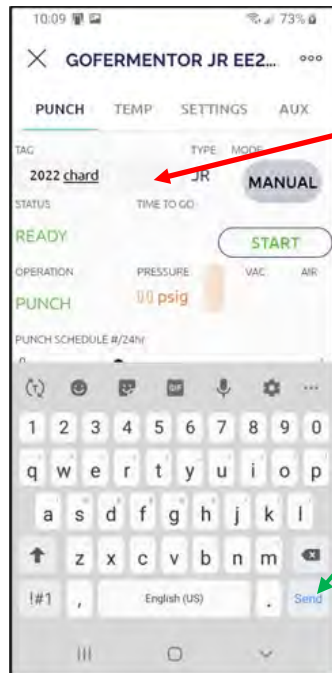 10:09 73%
GOFERMENTOR JR EE2...
PUNCH TEMP SETTINGS AUX
TAG TYPE MODE
2022 chard JR MANUAL
STATUS TIME TO GO
READY START
OPERATION PRESSURE VAC AIR
PUNCH 00 psig
PUNCH SCHEDULE #/24hr
GIF
1 2 3 4 5 6 7 8 9 0
q w e r t y u i o p
a s d f g h j k l
z x c v b n m
!#1 , English (US) . Send